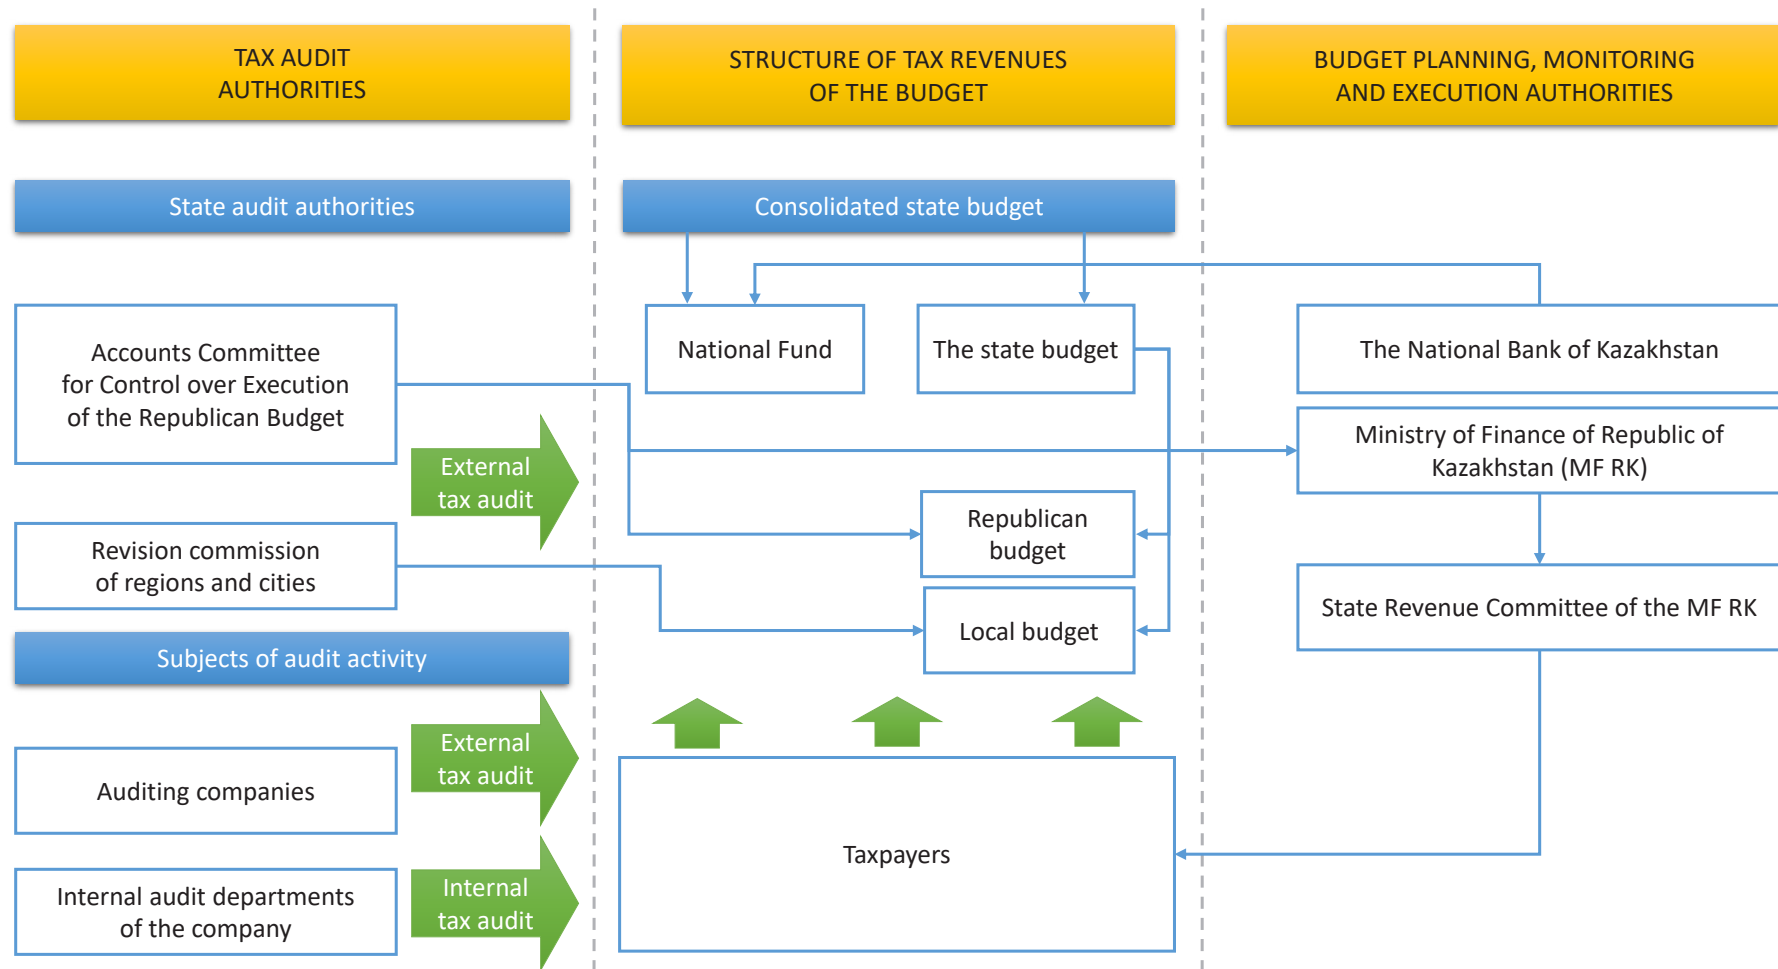 TAX AUDIT
AUTHORITIES
STRUCTURE OF TAX REVENUES
OF THE BUDGET
BUDGET PLANNING, MONITORING
AND EXECUTION AUTHORITIES
State audit authorities
Consolidated state budget
Accounts Committee
for Control over Execution
of the Republican Budget
National Fund
The state budget
The National Bank of Kazakhstan
Ministry of Finance of Republic of
Kazakhstan (MF RK)
External
tax audit
Republican
budget
Revision commission
of regions and cities
State Revenue Committee of the MF RK
Local budget
Subjects of audit activity
External
tax audit
Auditing companies
Taxpayers
Internal audit departments
of the company
Internal
tax audit